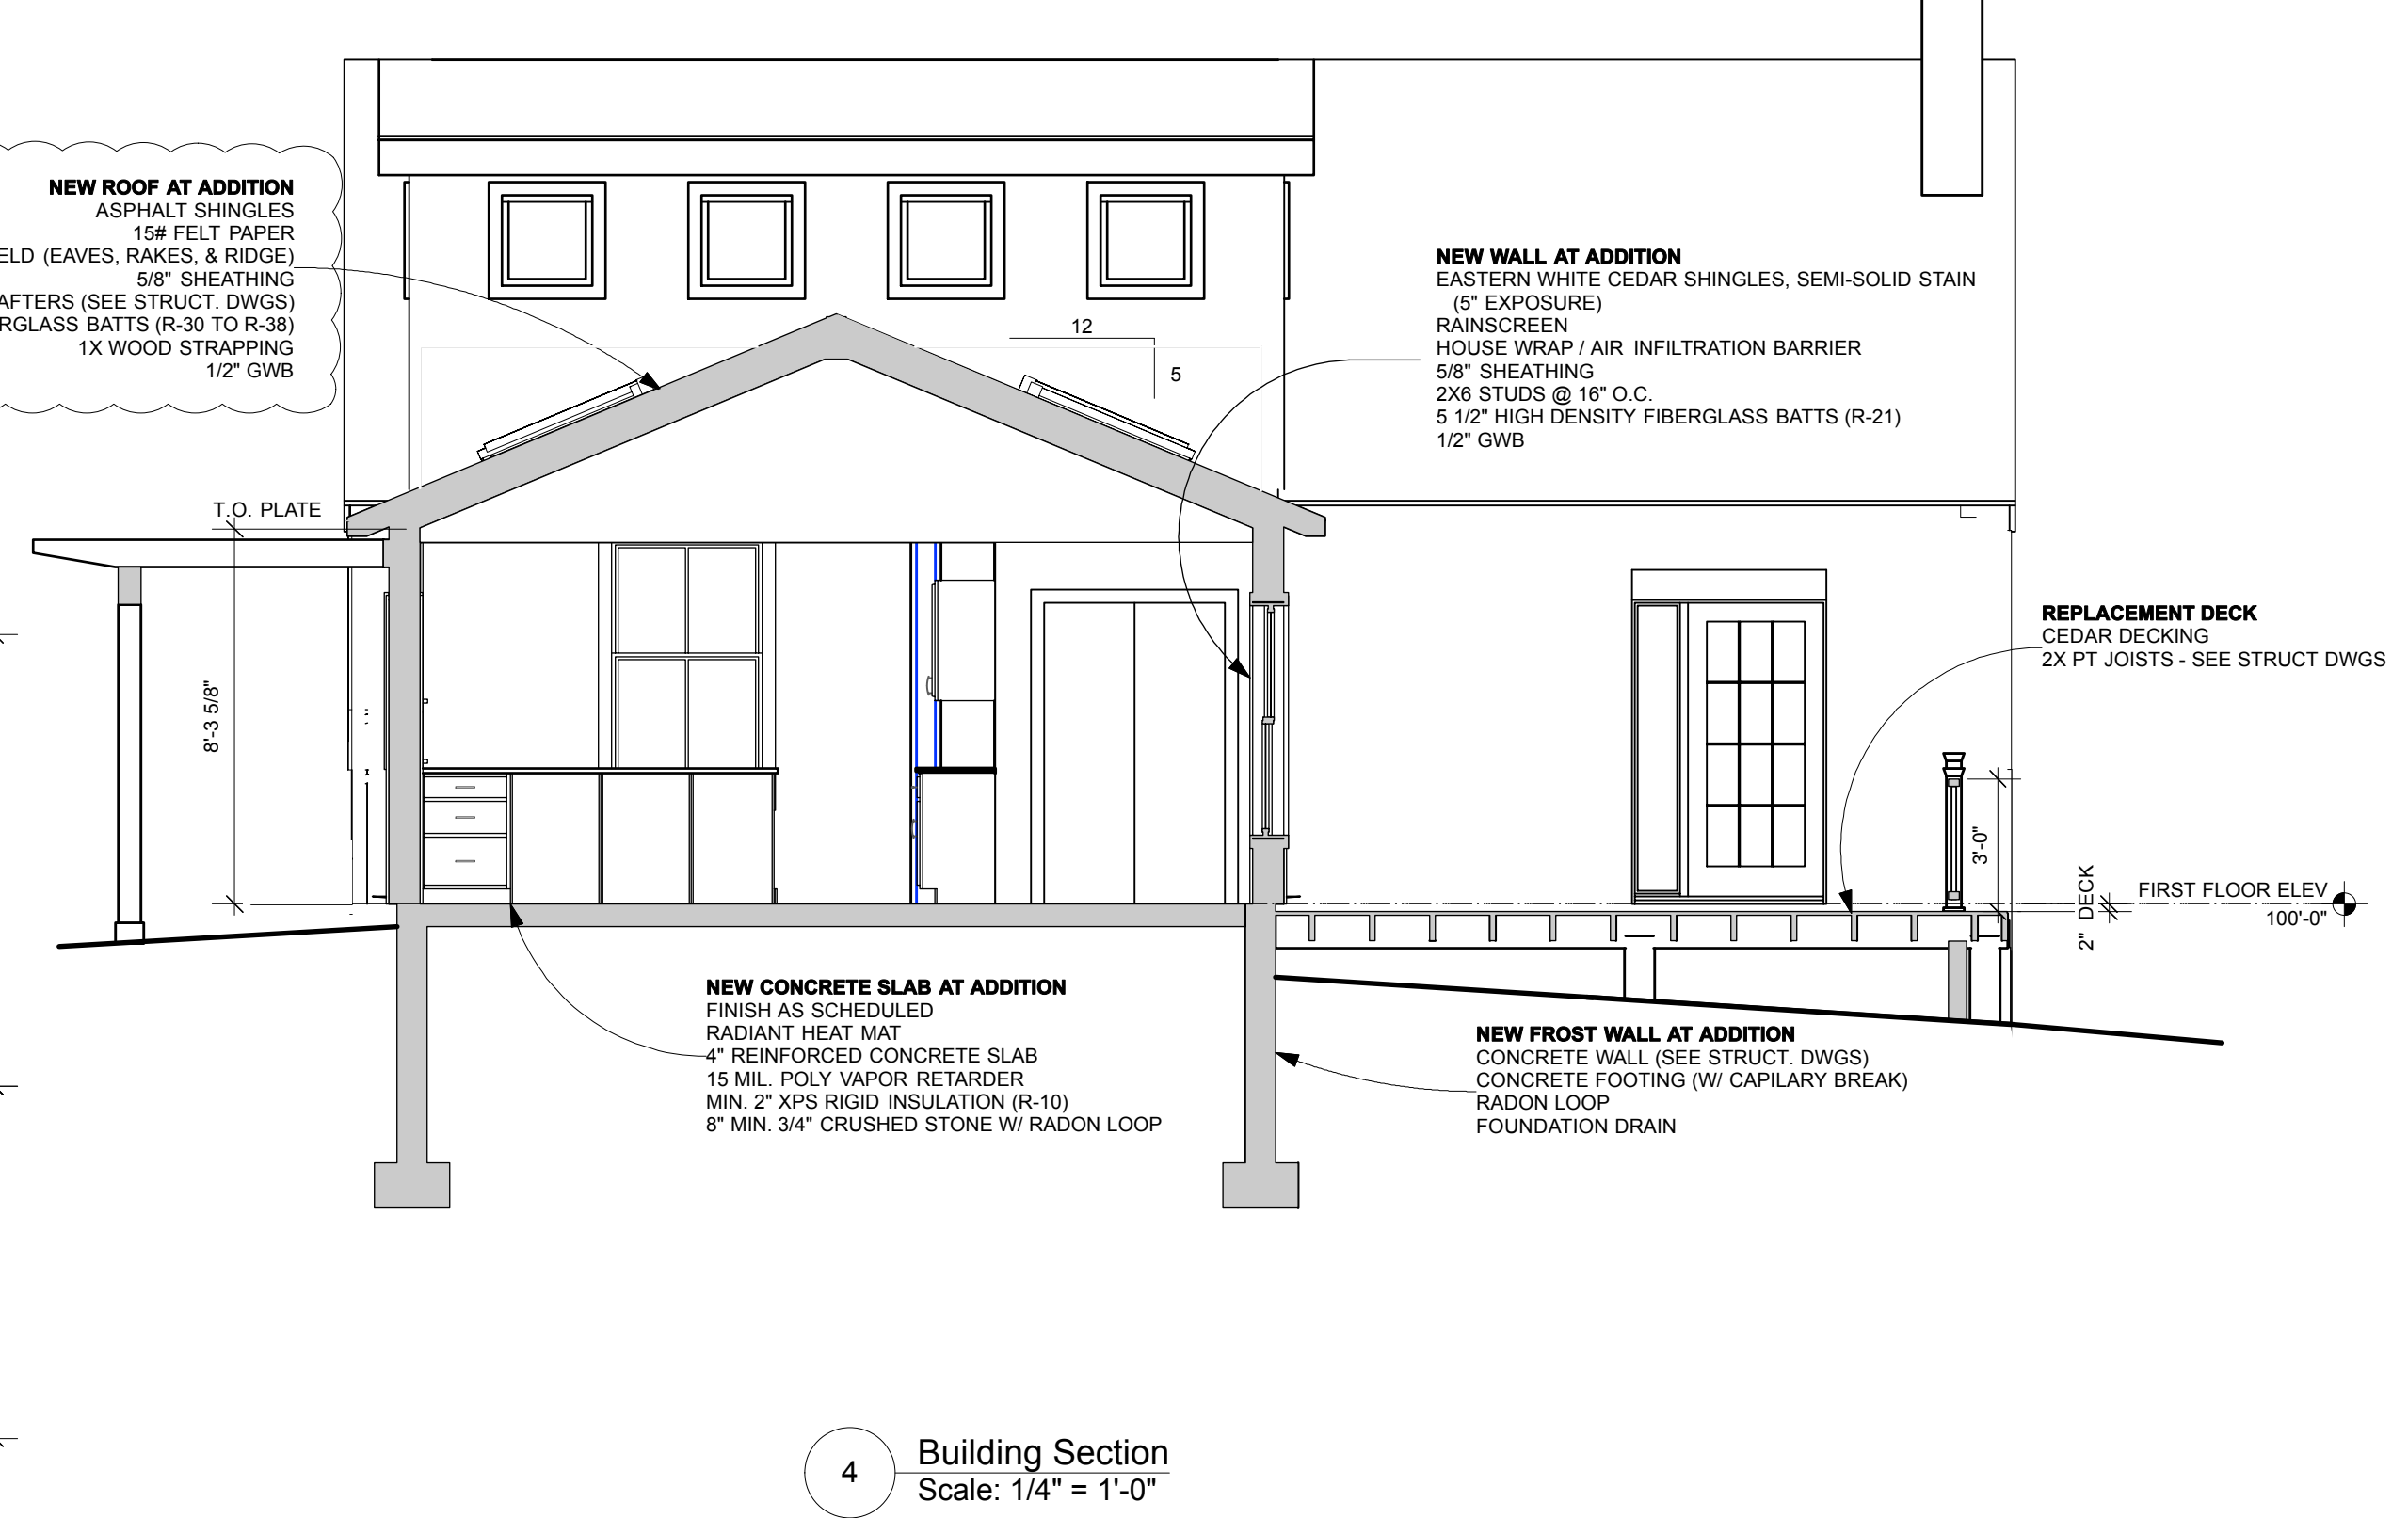 NEW ROOF AT ADDITION
ASPHALT SHINGLES
15# FELT PAPER
(EAVES, RAKES, & RIDGE)
5/8" SHEATHING
(SEE STRUCT. DWGS)
BATTS (R-30 TO R-38)
1X WOOD STRAPPING
1/2" GWB
12
5
NEW WALL AT ADDITION
EASTERN WHITE CEDAR SHINGLES, SEMI-SOLID STAIN
(5" EXPOSURE)
RAINSCREEN
HOUSE WRAP / AIR INFILTRATION BARRIER
5/8" SHEATHING
2X6 STUDS @ 16" O.C.
5 1/2" HIGH DENSITY FIBERGLASS BATTS (R-21)
1/2" GWB
T.O. PLATE
8'-3 5/8"
REPLACEMENT DECK
CEDAR DECKING
2X PT JOISTS - SEE STRUCT DWGS
3'-0"
2" DECK
FIRST FLOOR ELEV
100'-0"
NEW CONCRETE SLAB AT ADDITION
FINISH AS SCHEDULED
RADIANT HEAT MAT
4" REINFORCED CONCRETE SLAB
15 MIL. POLY VAPOR RETARDER
MIN. 2" XPS RIGID INSULATION (R-10)
8" MIN. 3/4" CRUSHED STONE W/ RADON LOOP
NEW FROST WALL AT ADDITION
CONCRETE WALL (SEE STRUCT. DWGS)
CONCRETE FOOTING (W/ CAPILARY BREAK)
RADON LOOP
FOUNDATION DRAIN
4
Building Section
Scale: 1/4" = 1'-0"